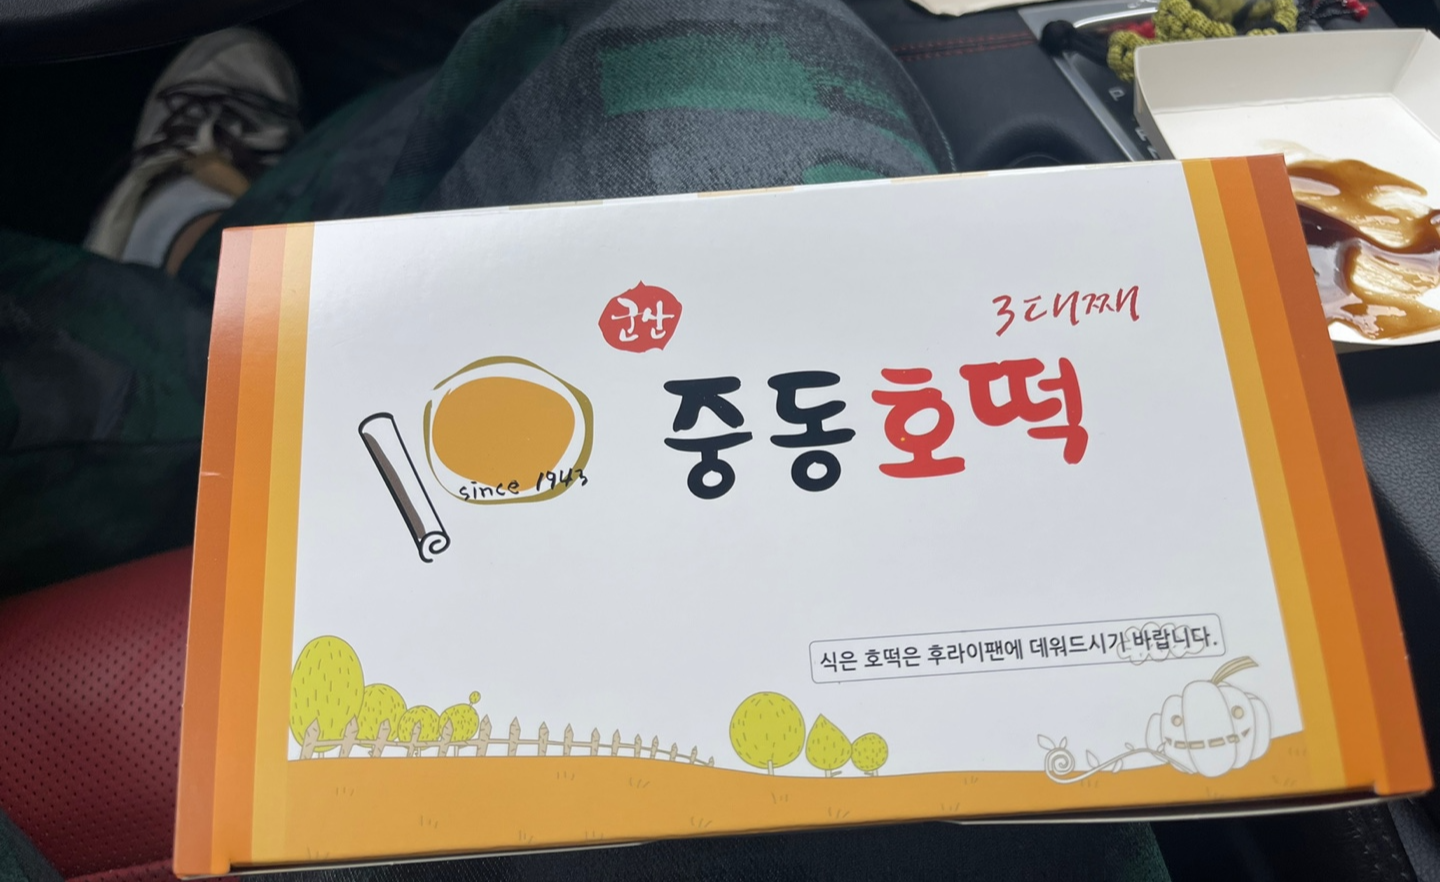 군산
3대째
중동호떡
since 1943
식은 호떡은 후라이팬에 데워드시기 바랍니다.